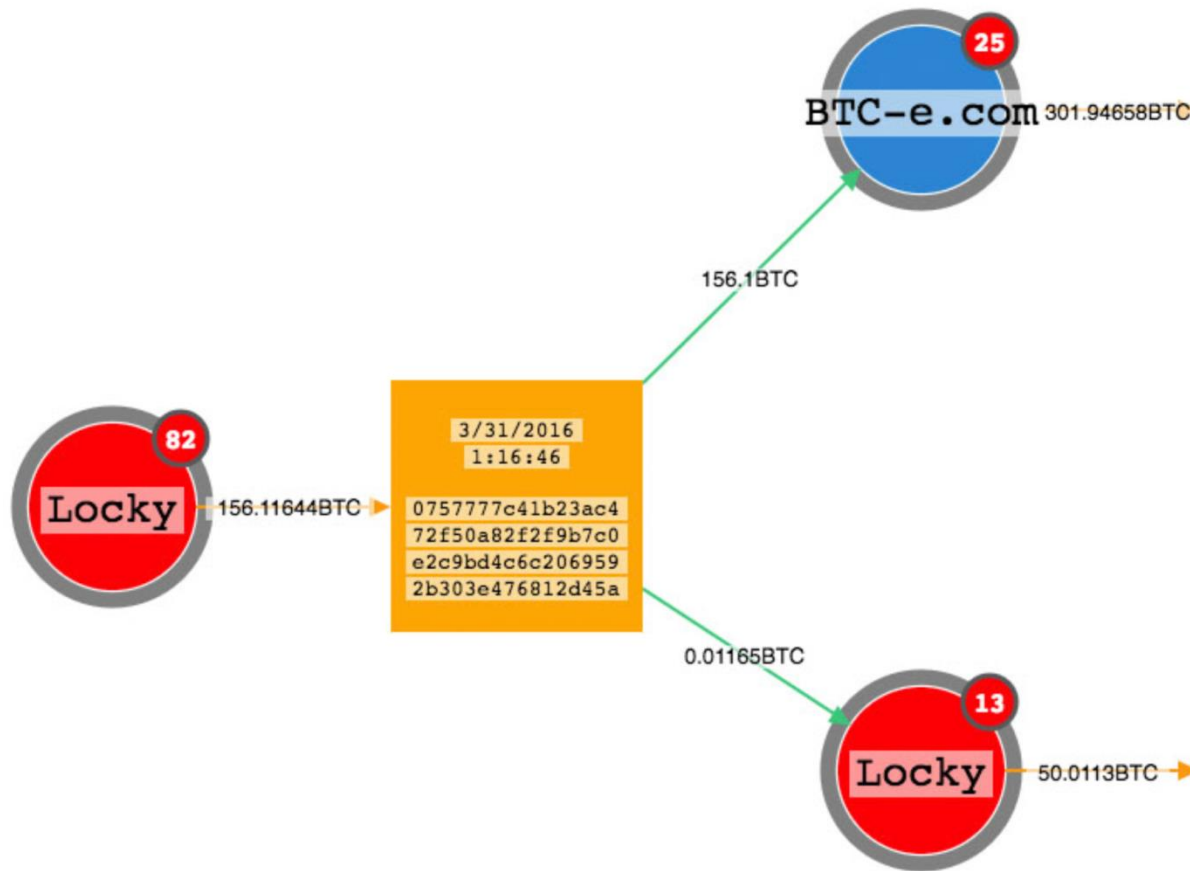 25
BTC-e.com
301.94658BTC
156.1BTC
3/31/2016
1:16:46
82
Locky
156.11644BTC
0757777c41b23ac4
72f50a82f2f9b7c0
e2c9bd4c6c206959
2b303e476812d45a
0.01165BTC
13
Locky
50.0113BTC